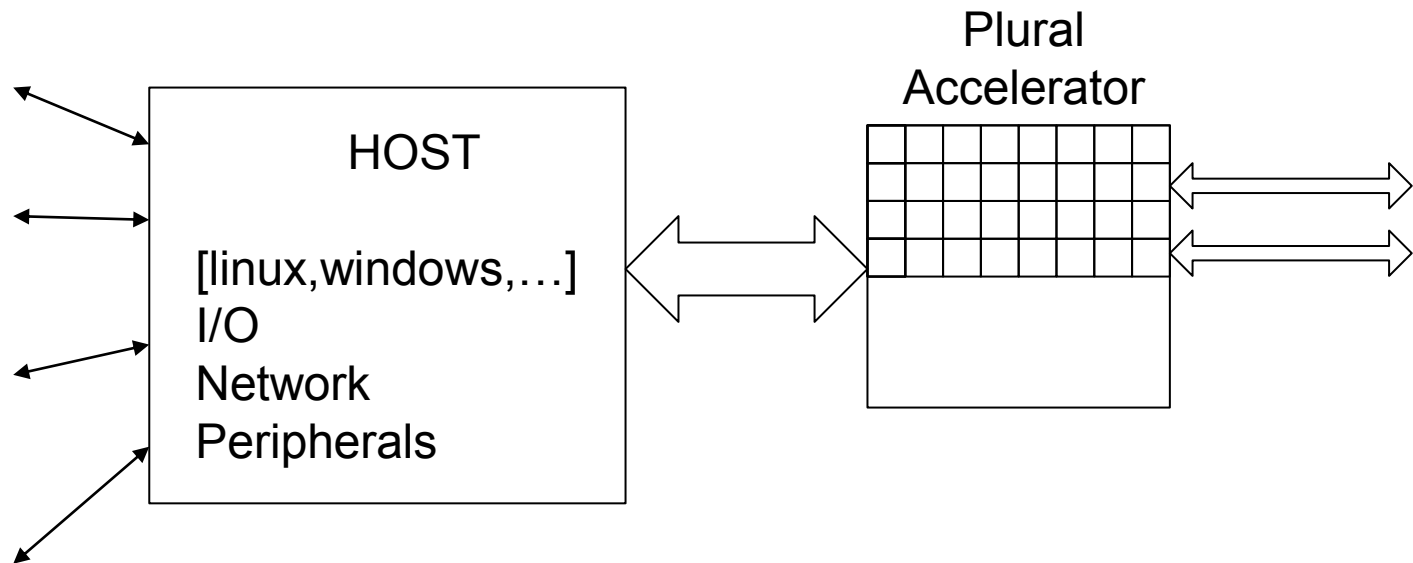 HOST
[linux,windows,…]
I/O
Network
Peripherals
Plural
Accelerator